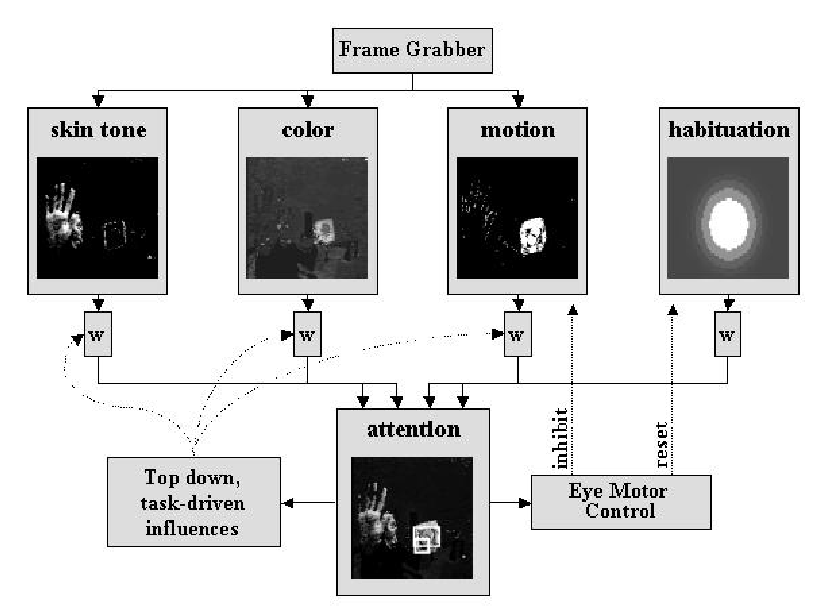 Frame Grabber
skin tone
color
motion
habituation
w
w
w
w
inhibit
reset
attention
Top down,
task-driven
influences
Eye Motor
Control